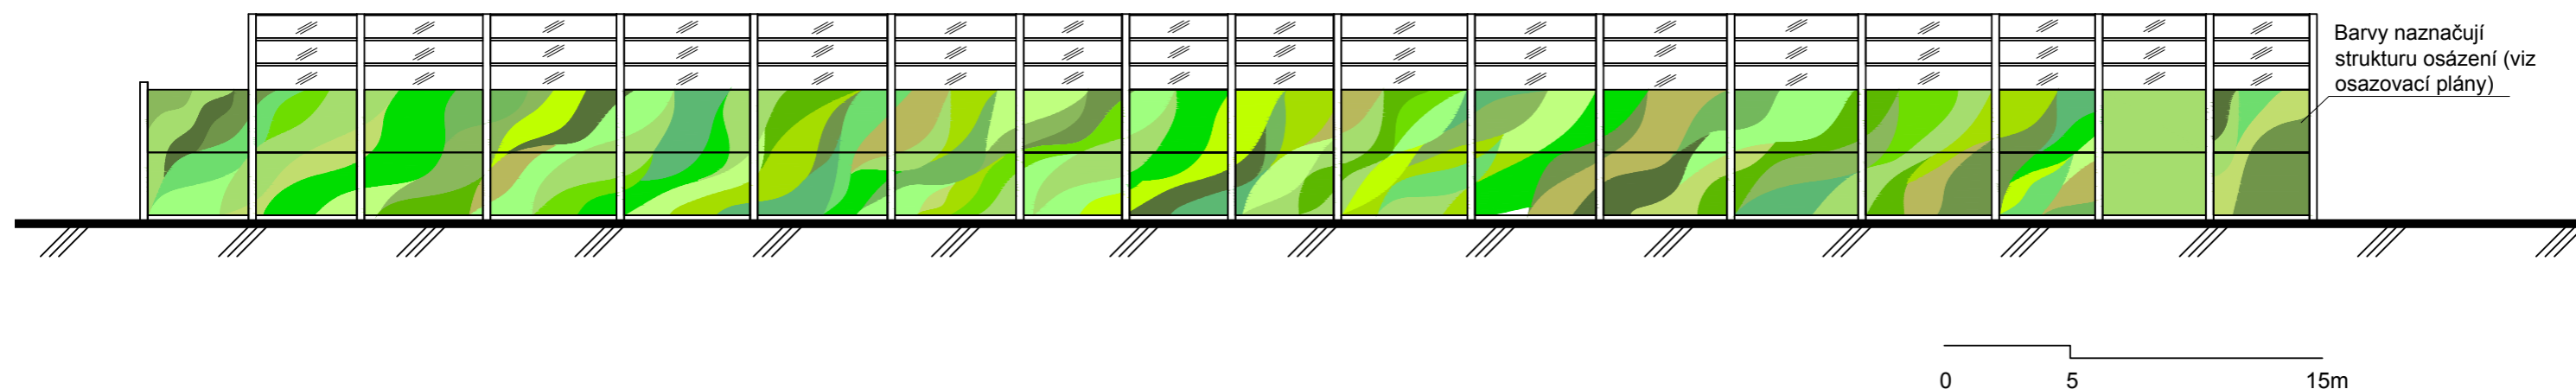 Barvy naznačují
strukturu osázení (viz
osazovací plány)
0 5 15m